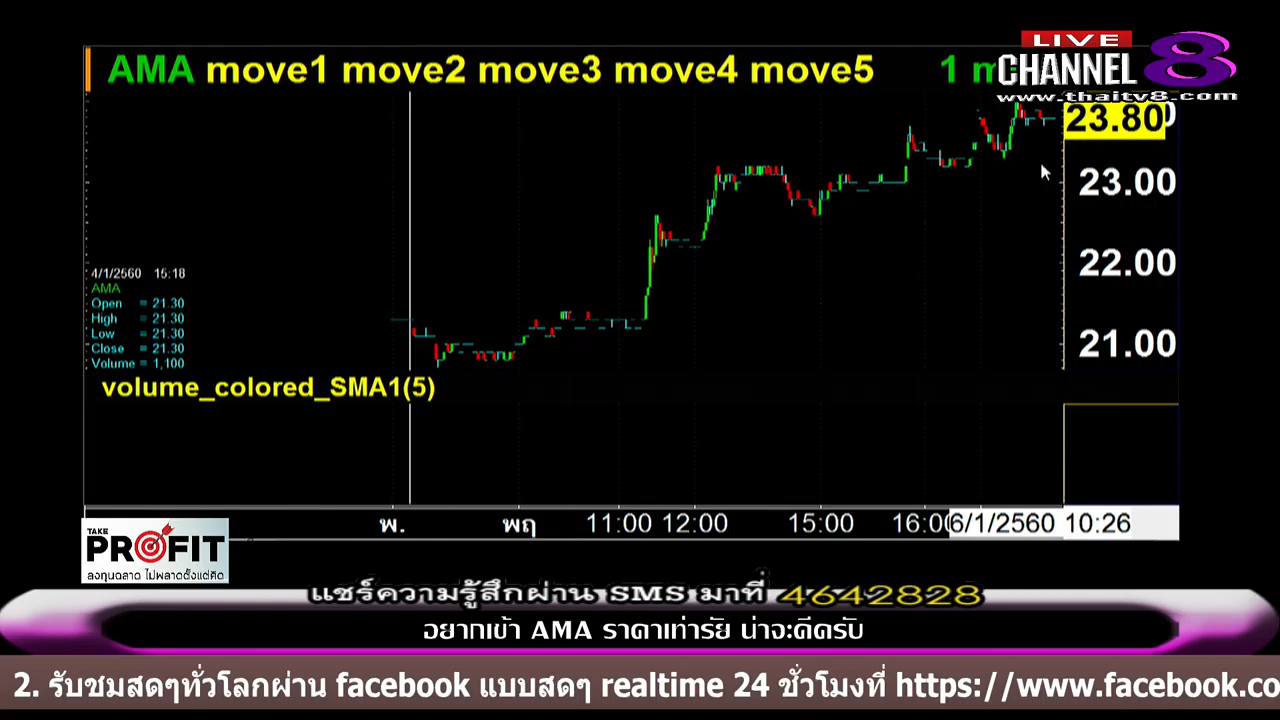 LIVE
CHANNEL 8
www.thaitv8.com
AMA move1 move2 move3 move4 move5
23.80
23.00
22.00
21.00
4/1/2560 15:18
AMA
Open = 21.30
High = 21.30
Low = 21.30
Close = 21.30
Volume = 1,100
volume_colored_SMA1(5)
พ. พฤ 11:00 12:00 15:00 16:00 6/1/2560 10:26
TAKE
PROFIT
ลงทุนฉลาด ไม่พลาดตั้งแต่คิด
แชร์ความรู้สึกผ่าน SMS มาที่ 4642828
อยากเข้า AMA ราคาเท่ารัย น่าจะดีครับ
2. รับชมสดๆทั่วโลกผ่าน facebook แบบสดๆ realtime 24 ชั่วโมงที่ https://www.facebook.co